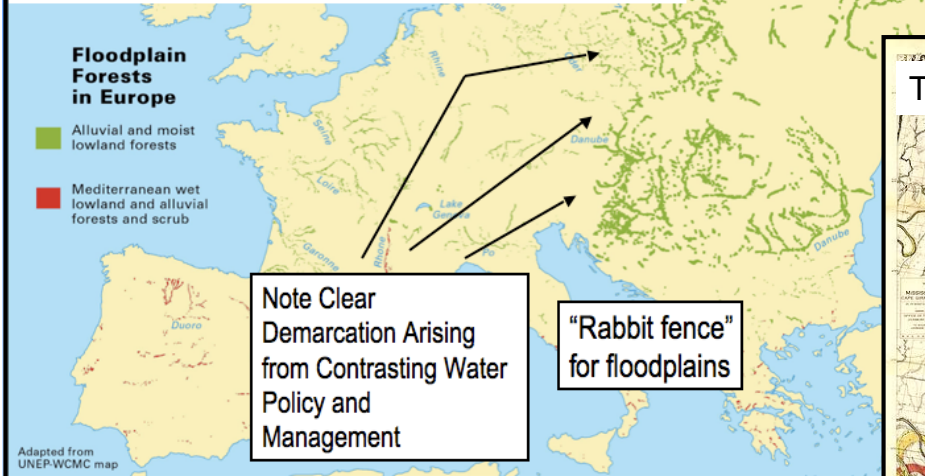 Floodplain
Forests
in Europe
Alluvial and moist
lowland forests
Mediterranean wet
lowland and alluvial
forests and scrub
Rhine
Oder
Seine
Danube
Loire
Lake
Geneva
Rhone
Po
Garonne
Danube
Duoro
Note Clear
Demarcation Arising
from Contrasting Water
Policy and
Management
“Rabbit fence”
for floodplains
Adapted from
UNEP-WCMC map
T